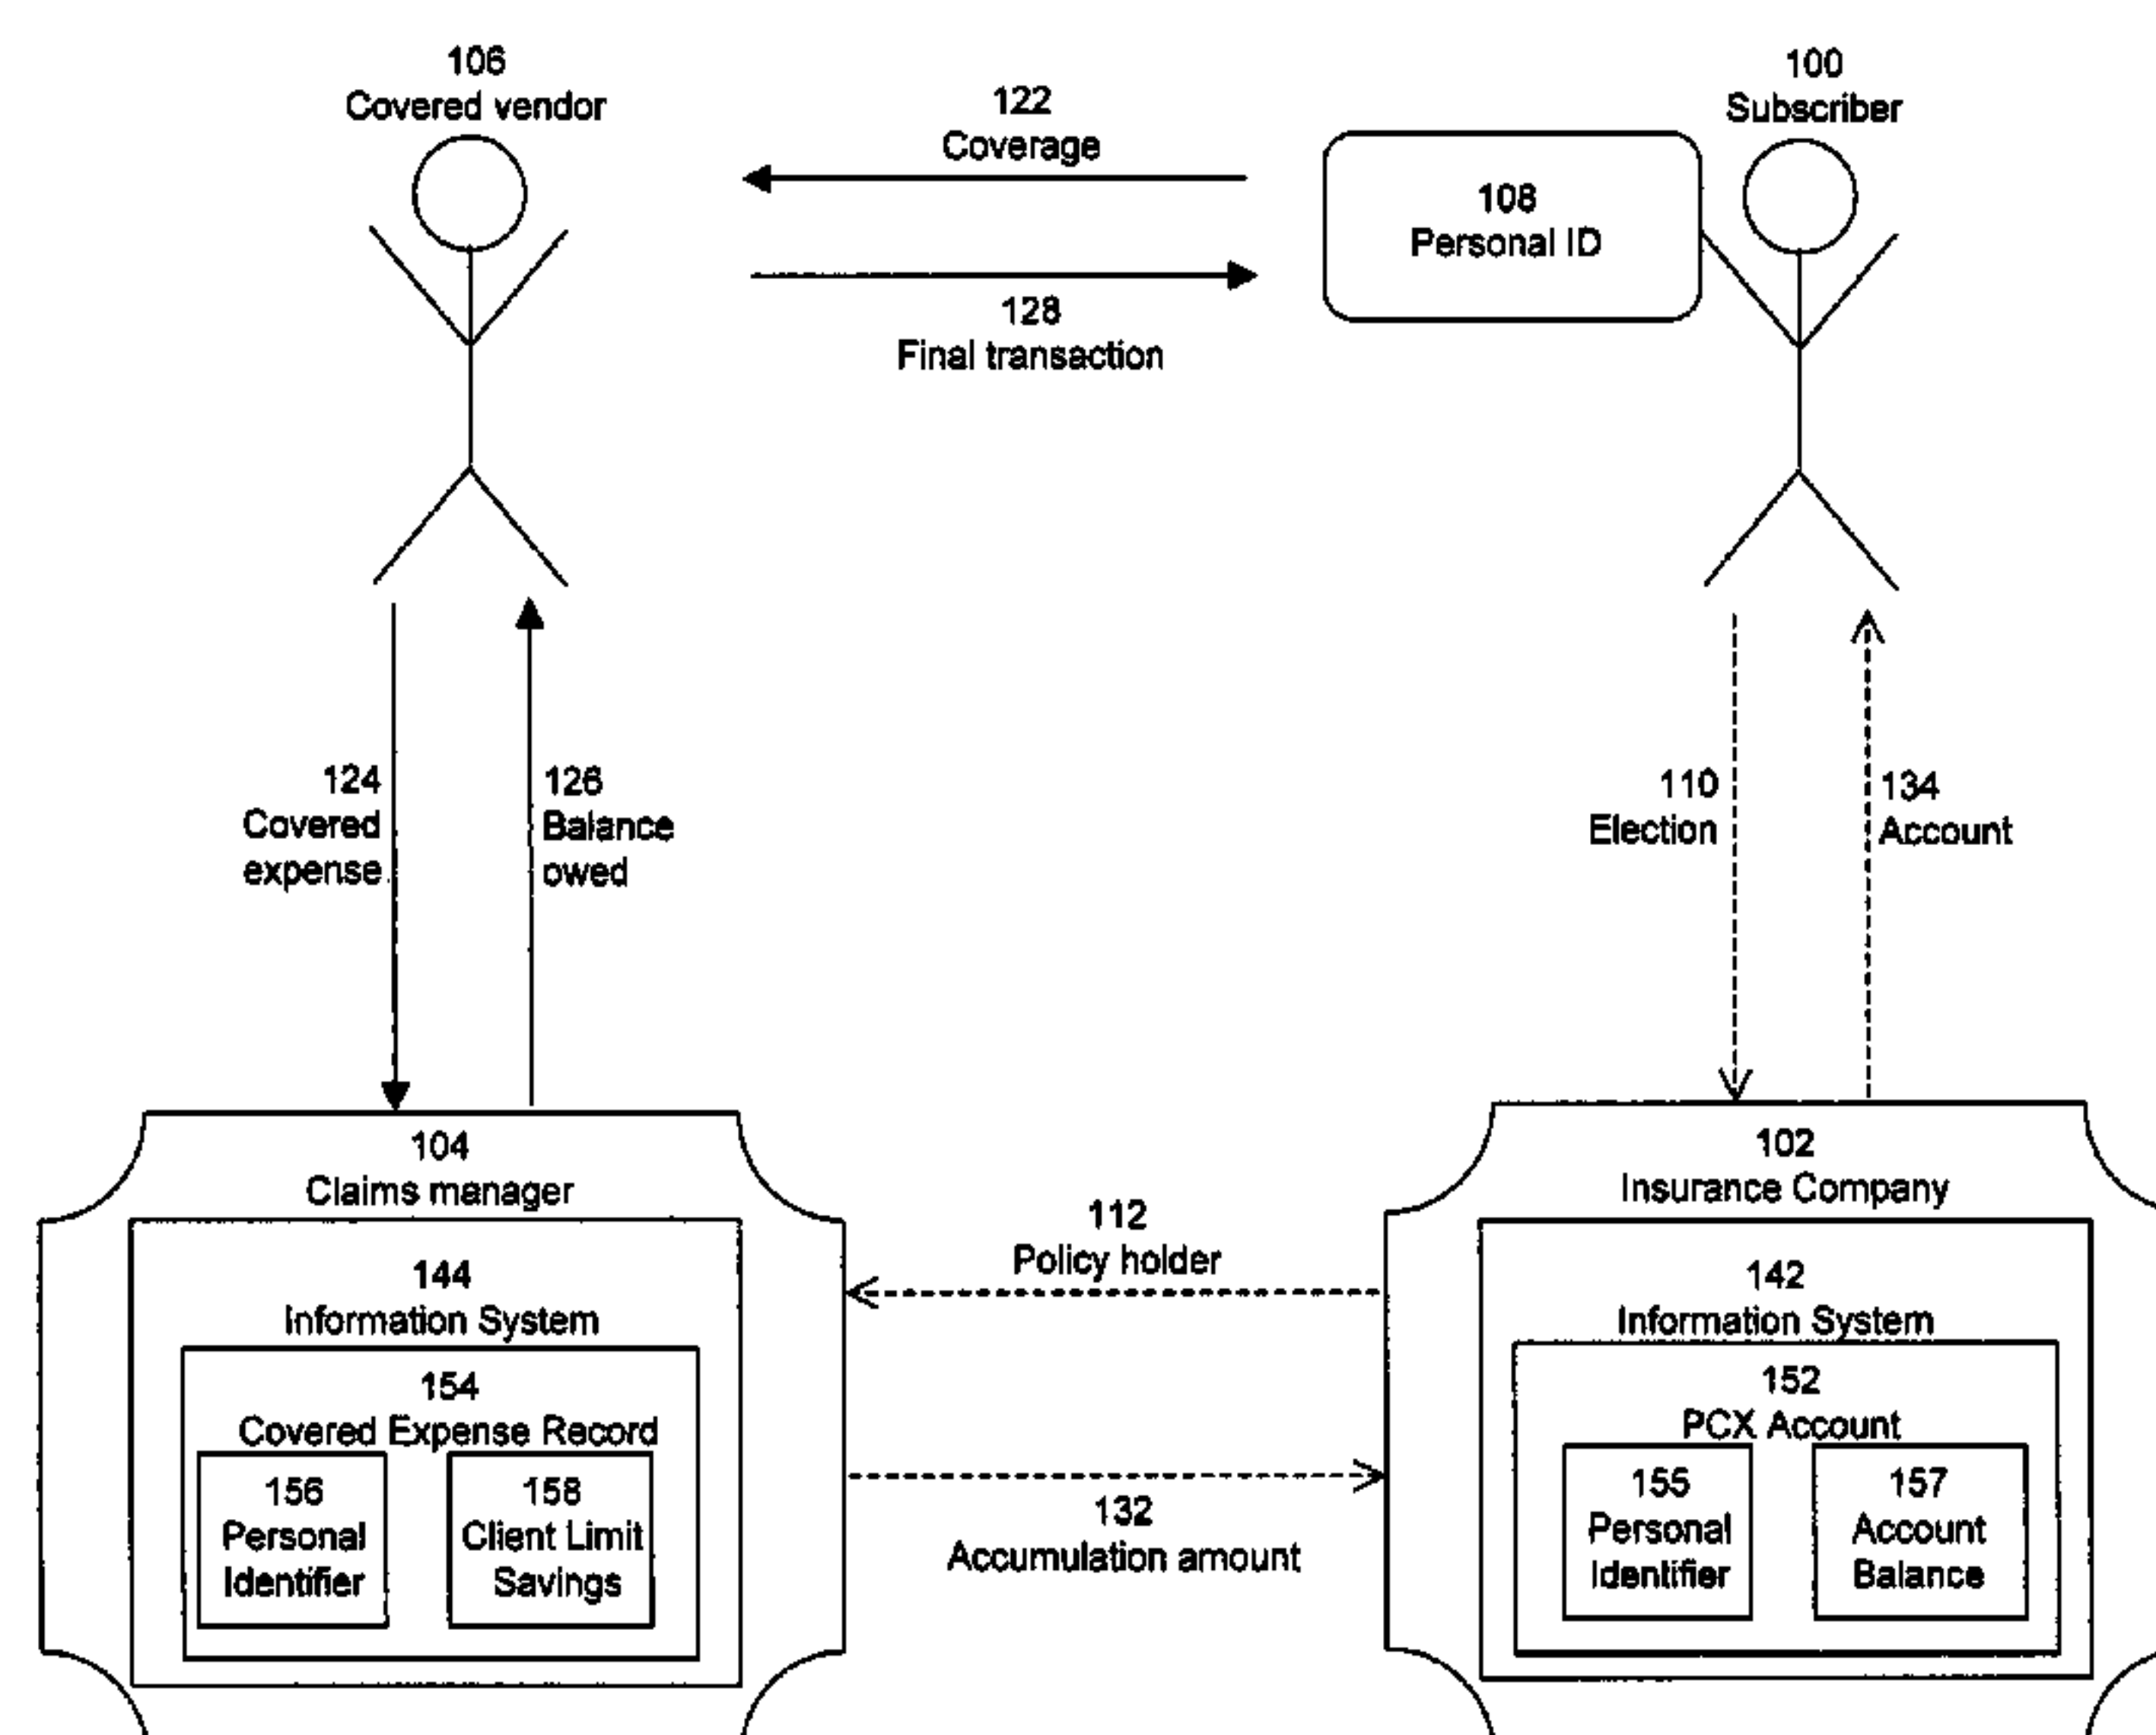 106
Covered vendor
100
Subscriber
122
Coverage
108
Personal ID
128
Final transaction
124
Covered
expense
126
Balance
owed
110
Election
134
Account
104
Claims manager
102
Insurance Company
112
Policy holder
144
Information System
142
Information System
154
Covered Expense Record
152
PCX Account
156
Personal
Identifier
158
Client Limit
Savings
132
Accumulation amount
155
Personal
Identifier
157
Account
Balance